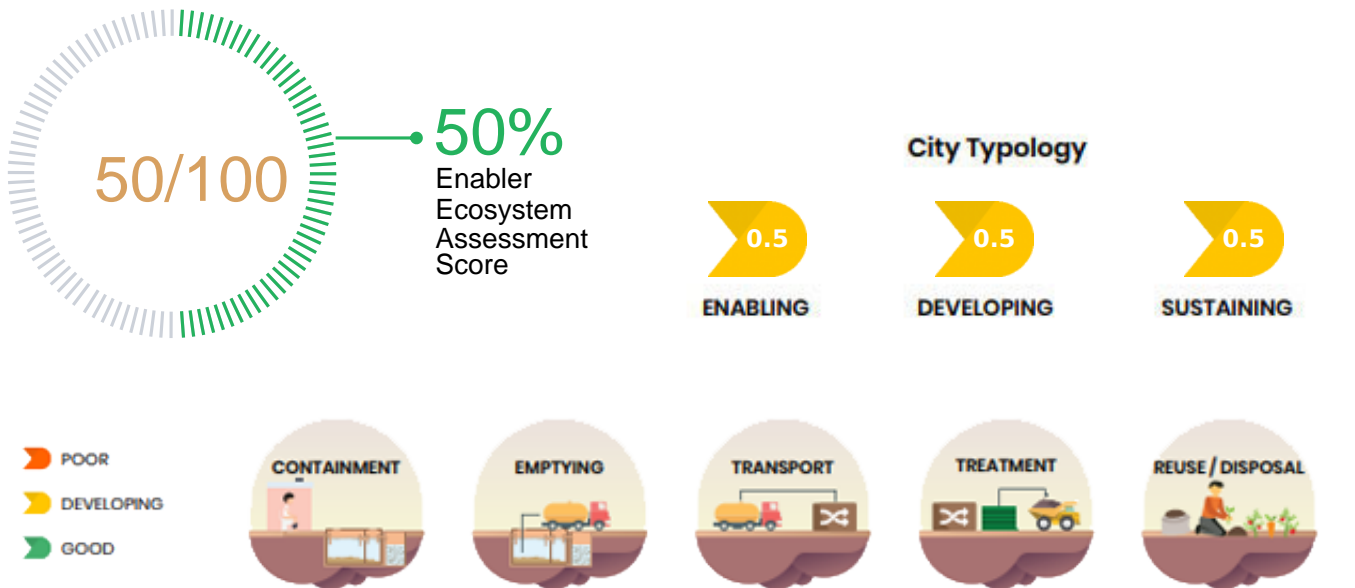 50/100
50%
Enabler
Ecosystem
Assessment
Score
City Typology
0.5
0.5
0.5
ENABLING
DEVELOPING
SUSTAINING
POOR
DEVELOPING
GOOD
CONTAINMENT
EMPTYING
TRANSPORT
TREATMENT
REUSE / DISPOSAL